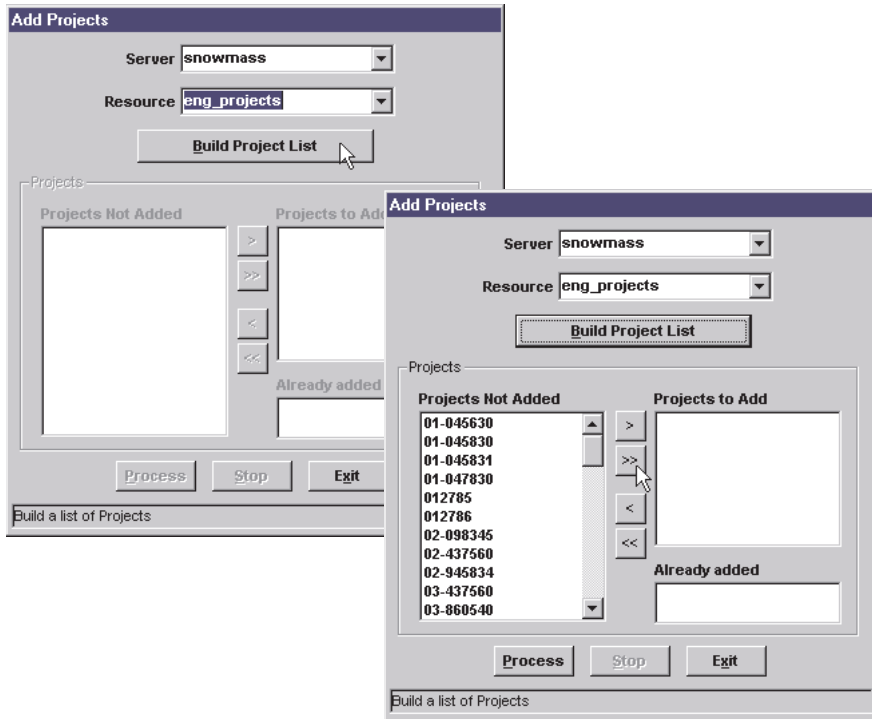 Add Projects
Server snowmass
Resource eng_projects
Build Project List
Projects
Projects Not Added
Projects to Ad
>
>>
<
<<
Already added
Process Stop Exit
Build a list of Projects
Add Projects
Server snowmass
Resource eng_projects
Build Project List
Projects
Projects Not Added
Projects to Add
01-045630
01-045830
01-045831
01-047830
012785
012786
02-098345
02-437560
02-945834
03-437560
03-860540
>
>>
<
<<
Already added
Process Stop Exit
Build a list of Projects